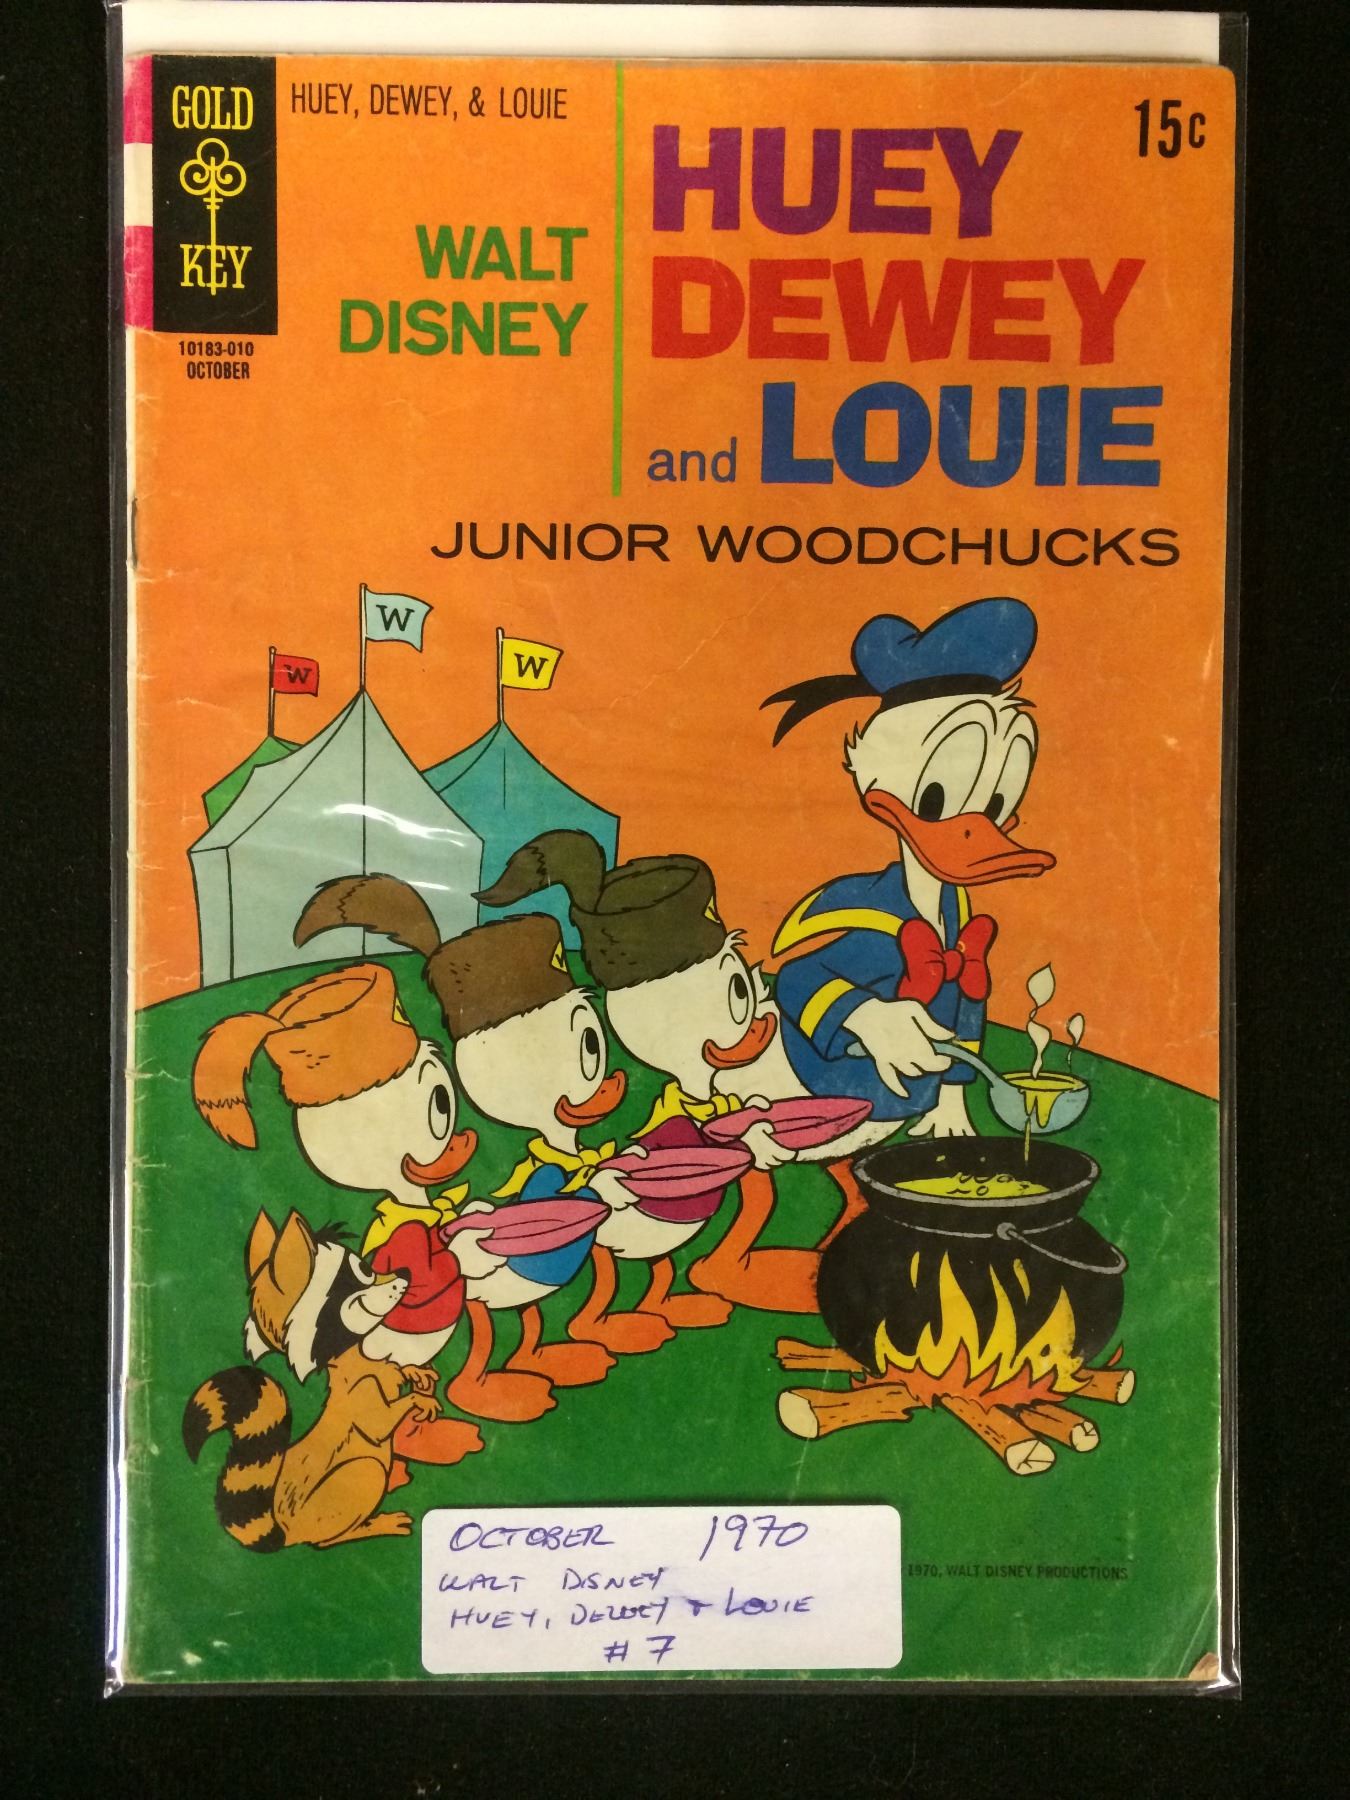 GOLD
KEY
HUEY, DEWEY, & LOUIE
15c
WALT
DISNEY
HUEY
DEWEY
and LOUIE
10183-010
OCTOBER
JUNIOR WOODCHUCKS
W
W
W
OCTOBER 1970
WALT DISNEY
HUEY, DEWEY + LOUIE
# 7
1970, WALT DISNEY PRODUCTIONS